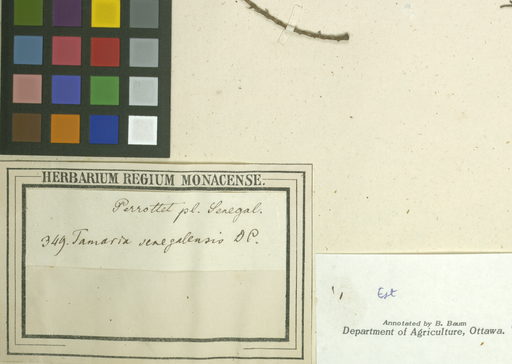 HERBARIUM REGIUM MONACENSE.
Perrottet pl. Senegal.
349. Tamarix senegalensis DC.
Est
Annotated by B. Baum
Department of Agriculture, Ottawa.